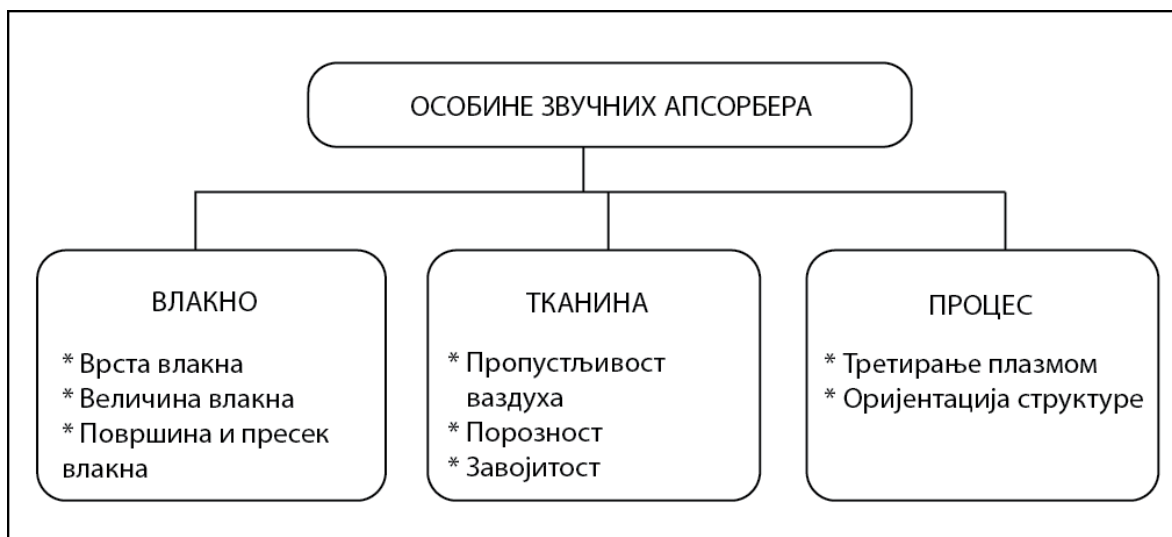 ОСОБИНЕ ЗВУЧНИХ АПСОРБЕРА
ВЛАКНО
* Врста влакна
* Величина влакна
* Површина и пресек
влакна
ТКАНИНА
* Пропустљивост
ваздуха
* Порозност
* Завојитост
ПРОЦЕС
* Третирање плазмом
* Оријентација структуре